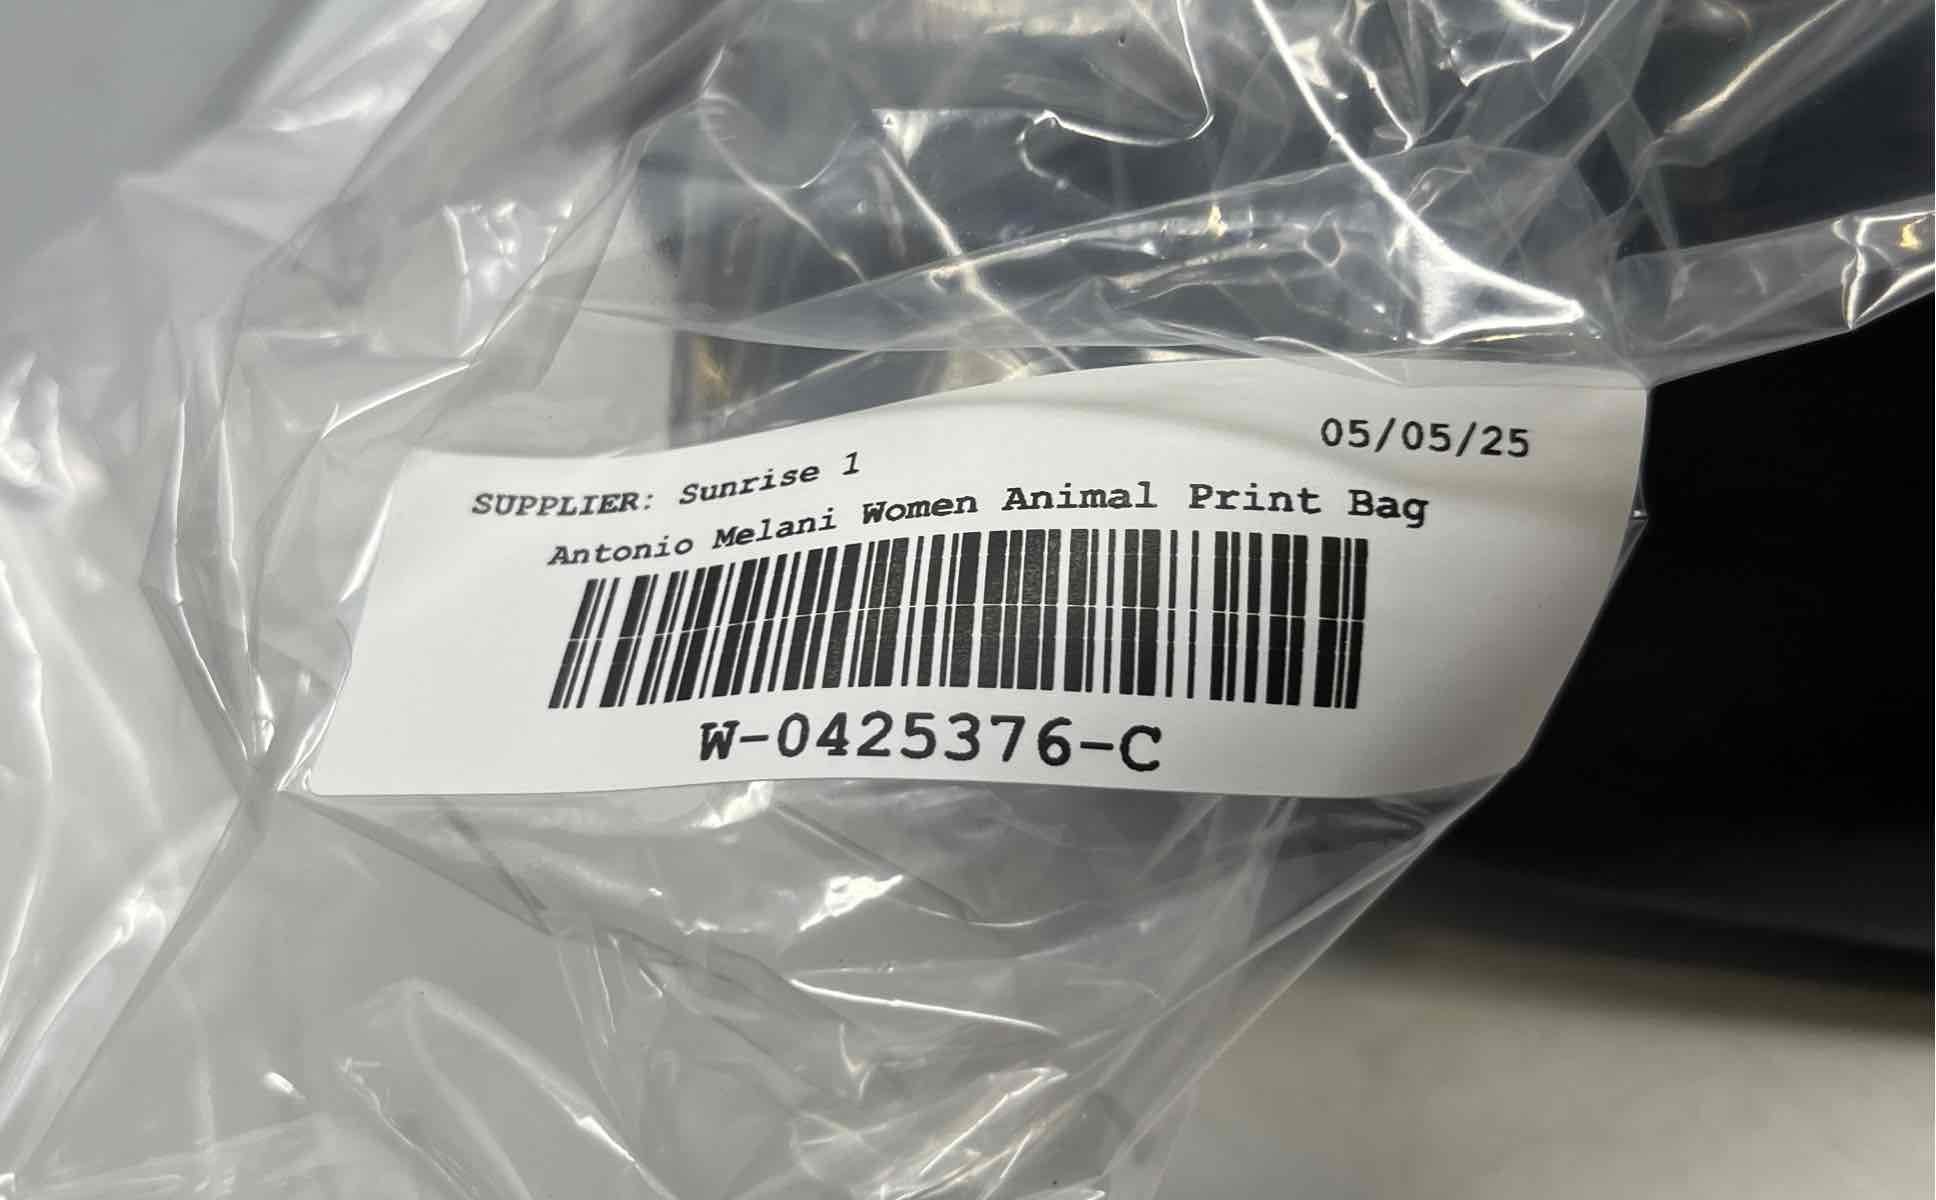 05/05/25
SUPPLIER: Sunrise 1
Antonio Melani Women Animal Print Bag
W-0425376-C